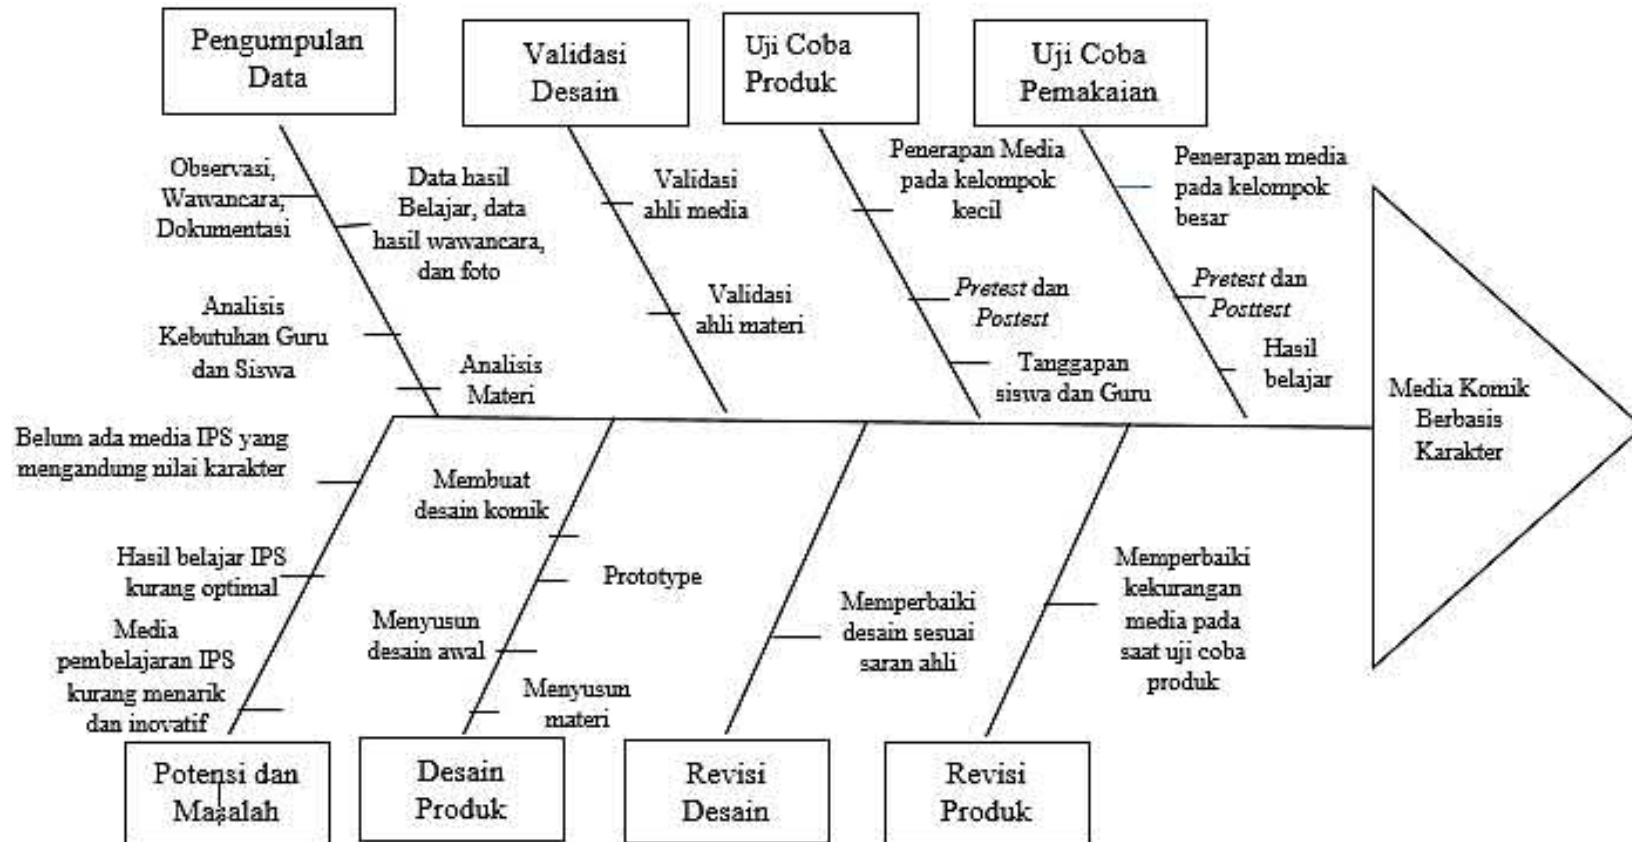 Pengumpulan
Data
Validasi
Desain
Uji Coba
Produk
Uji Coba
Pemakaian
Observasi,
Wawancara,
Dokumentasi
Data hasil
Belajar, data
hasil wawancara,
dan foto
Analisis
Kebutuhan Guru
dan Siswa
Analisis
Materi
Validasi
ahli media
Validasi
ahli materi
Penerapan Media
pada kelompok
kecil
Pretest dan
Postest
Tanggapan
siswa dan Guru
Penerapan media
pada kelompok
besar
Pretest dan
Posttest
Hasil
belajar
Media Komik
Berbasis
Karakter
Belum ada media IPS yang
mengandung nilai karakter
Hasil belajar IPS
kurang optimal
Media
pembelajaran IPS
kurang menarik
dan inovatif
Membuat
desain komik
Prototype
Menyusun
desain awal
Menyusun
materi
Memperbaiki
desain sesuai
saran ahli
Memperbaiki
kekurangan
media pada
saat uji coba
produk
Potensi dan
Masalah
Desain
Produk
Revisi
Desain
Revisi
Produk